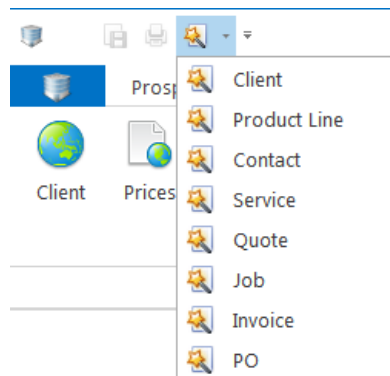 Prosp
Client
Prices
Client
Product Line
Contact
Service
Quote
Job
Invoice
PO